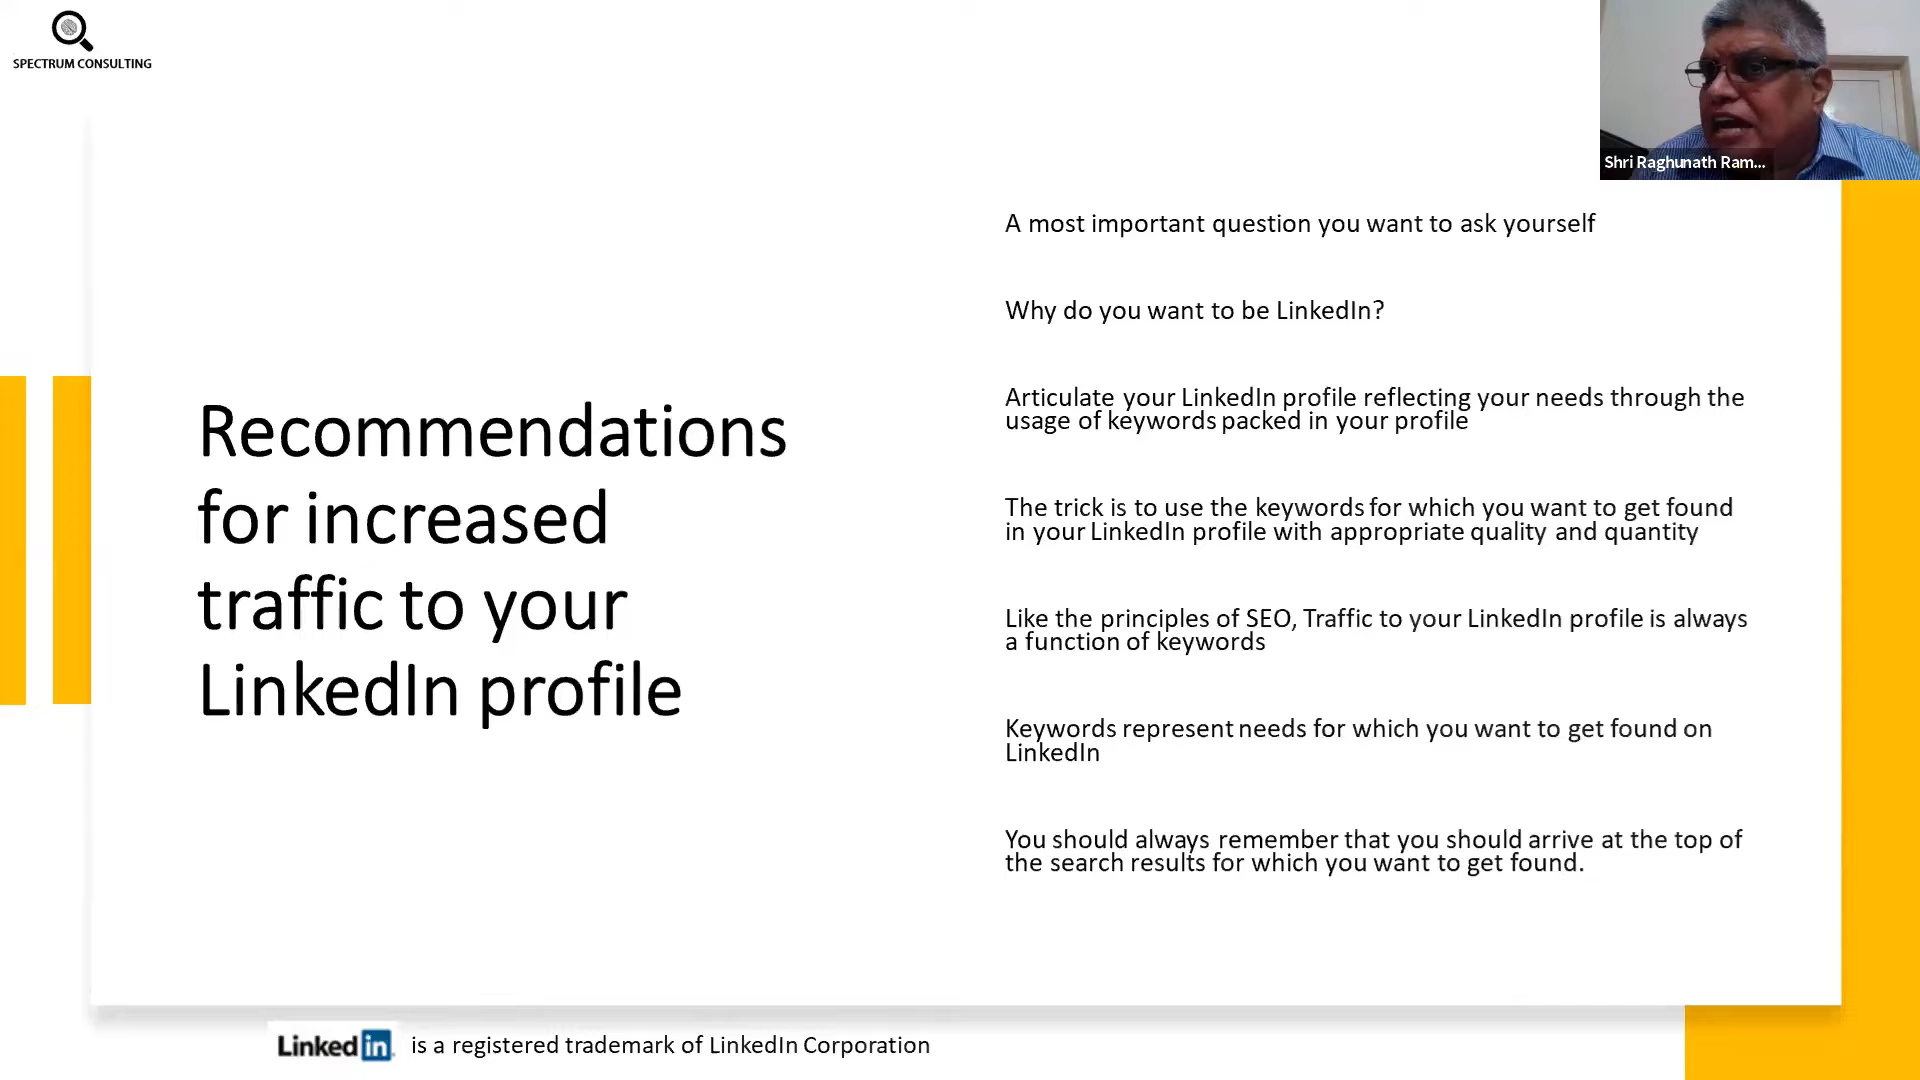 SPECTRUM CONSULTING
Shri Raghunath Ram...
Recommendations
for increased
traffic to your
LinkedIn profile
A most important question you want to ask yourself
Why do you want to be LinkedIn?
Articulate your LinkedIn profile reflecting your needs through the
usage of keywords packed in your profile
The trick is to use the keywords for which you want to get found
in your LinkedIn profile with appropriate quality and quantity
Like the principles of SEO, Traffic to your LinkedIn profile is always
a function of keywords
Keywords represent needs for which you want to get found on
LinkedIn
You should always remember that you should arrive at the top of
the search results for which you want to get found.
Linked in is a registered trademark of LinkedIn Corporation